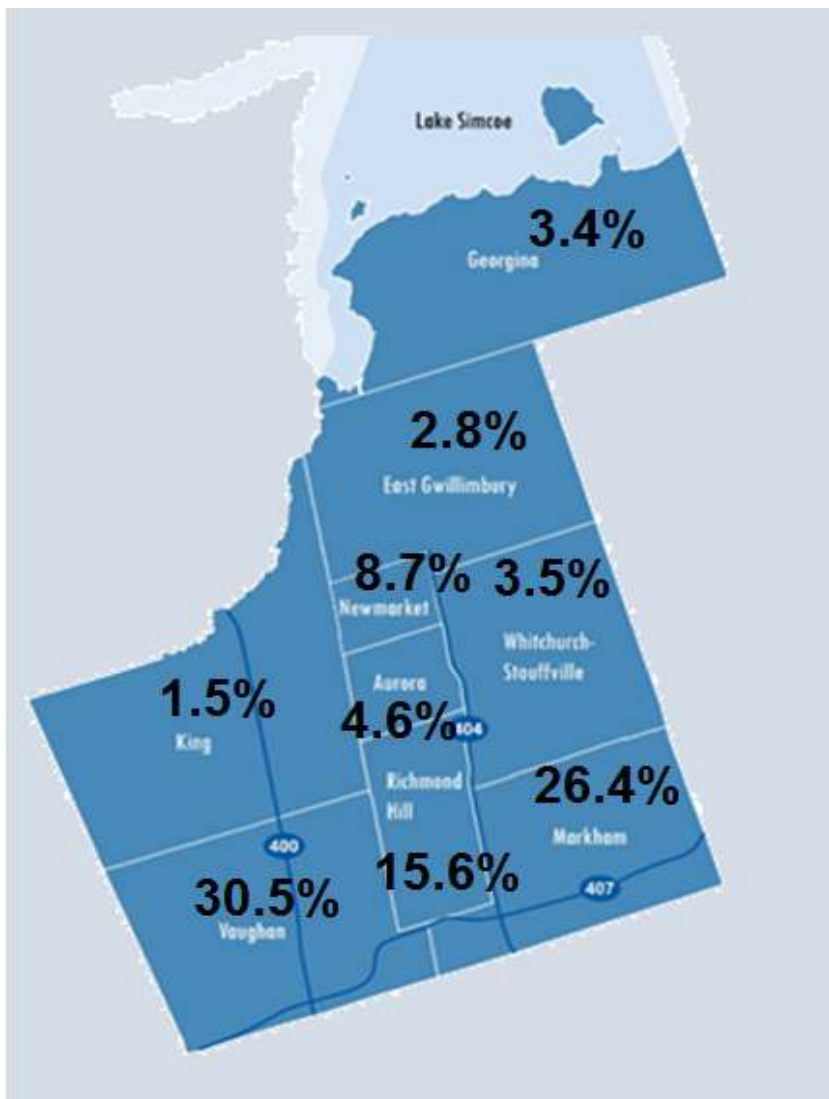 Lake Simcoe
3.4%
Georgina
2.8%
East Gwillimbury
8.7%
Newmarket
3.5%
Whitchurch-
Stouffville
Aurora
4.6%
404
1.5%
King
Richmond
Hill
15.6%
26.4%
Markham
400
30.5%
Vaughan
407